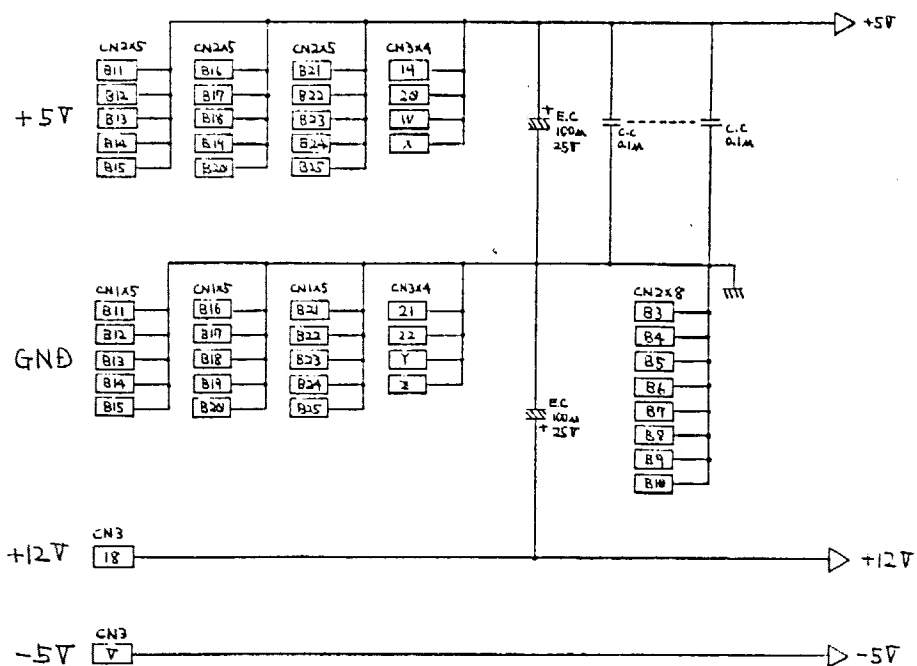 +5V
CN2x5
CN2x5
CN2x5
CN3x4
B11
B16
B21
14
B12
B17
B22
20
+5V
B13
B18
B23
W
B14
B19
B24
X
B15
B20
B25
+
E.C
100μ
25V
C.C
0.1μ
C.C
0.1μ
CN1x5
CN1x5
CN1x5
CN3x4
CN2x8
B11
B16
B21
21
B3
B12
B17
B22
22
B4
GND
B13
B18
B23
Y
B5
B14
B19
B24
Z
B6
B15
B20
B25
E.C
100μ
+ 25V
B7
B8
B9
B10
CN3
+12V
18
+12V
CN3
-5V
V
-5V